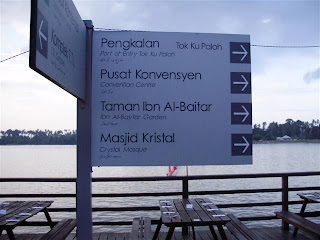 Pengkalan Tok Ku Paloh
Port of Entry Tok Ku Paloh
Pusat Konvensyen
Convention Centre
Taman Ibn Al-Baitar
Ibn Al-Baytar Garden
Masjid Kristal
Crystal Mosque